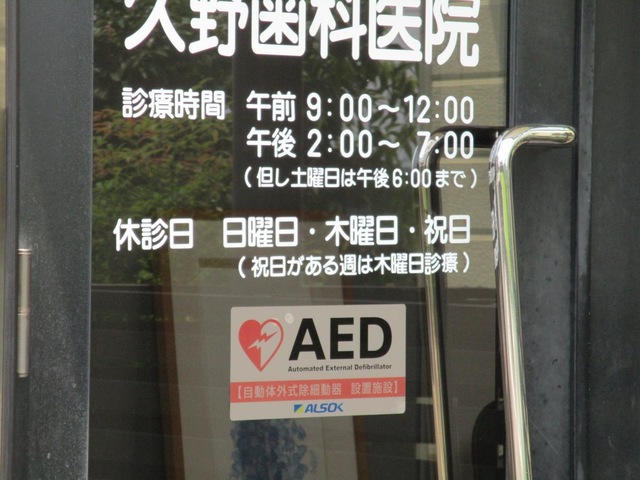 久野歯科医院
診療時間 午前 9:00～12:00
午後 2:00～ 7:00
(但し土曜日は午後6:00まで)
休診日 日曜日・木曜日・祝日
(祝日がある週は木曜日診療)
AED
Automated External Defibrillator
【自動体外式除細動器 設置施設】
ALSOK